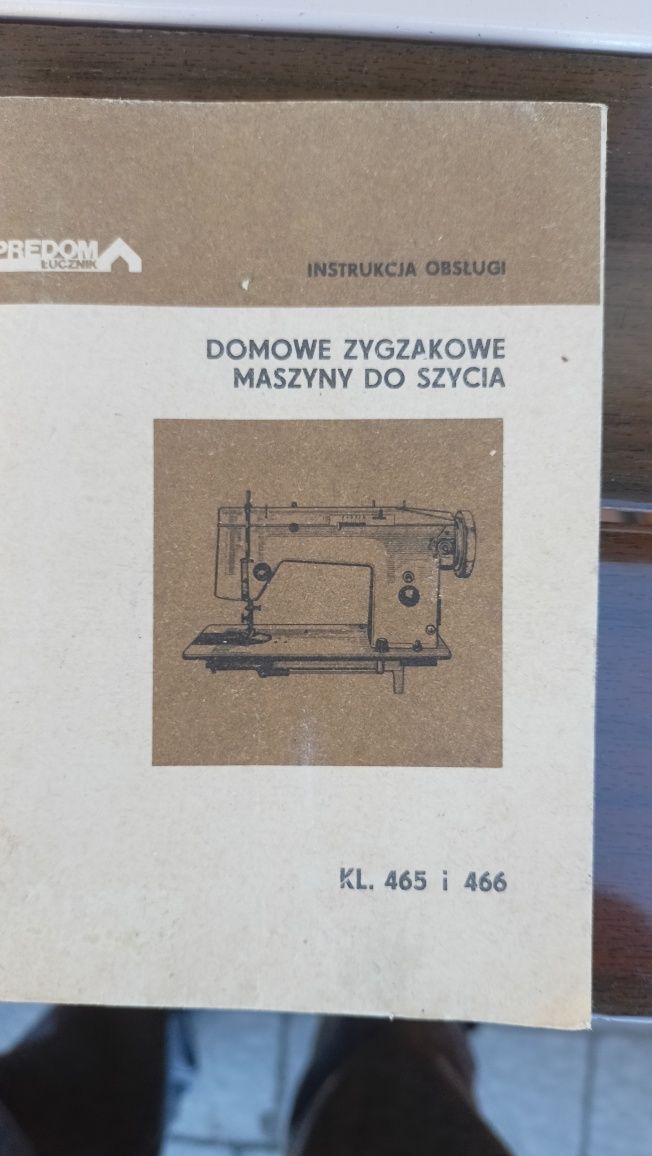 PREDOM
ŁUCZNIK
INSTRUKCJA OBSŁUGI
DOMOWE ZYGZAKOWE
MASZYNY DO SZYCIA
KL. 465 i 466